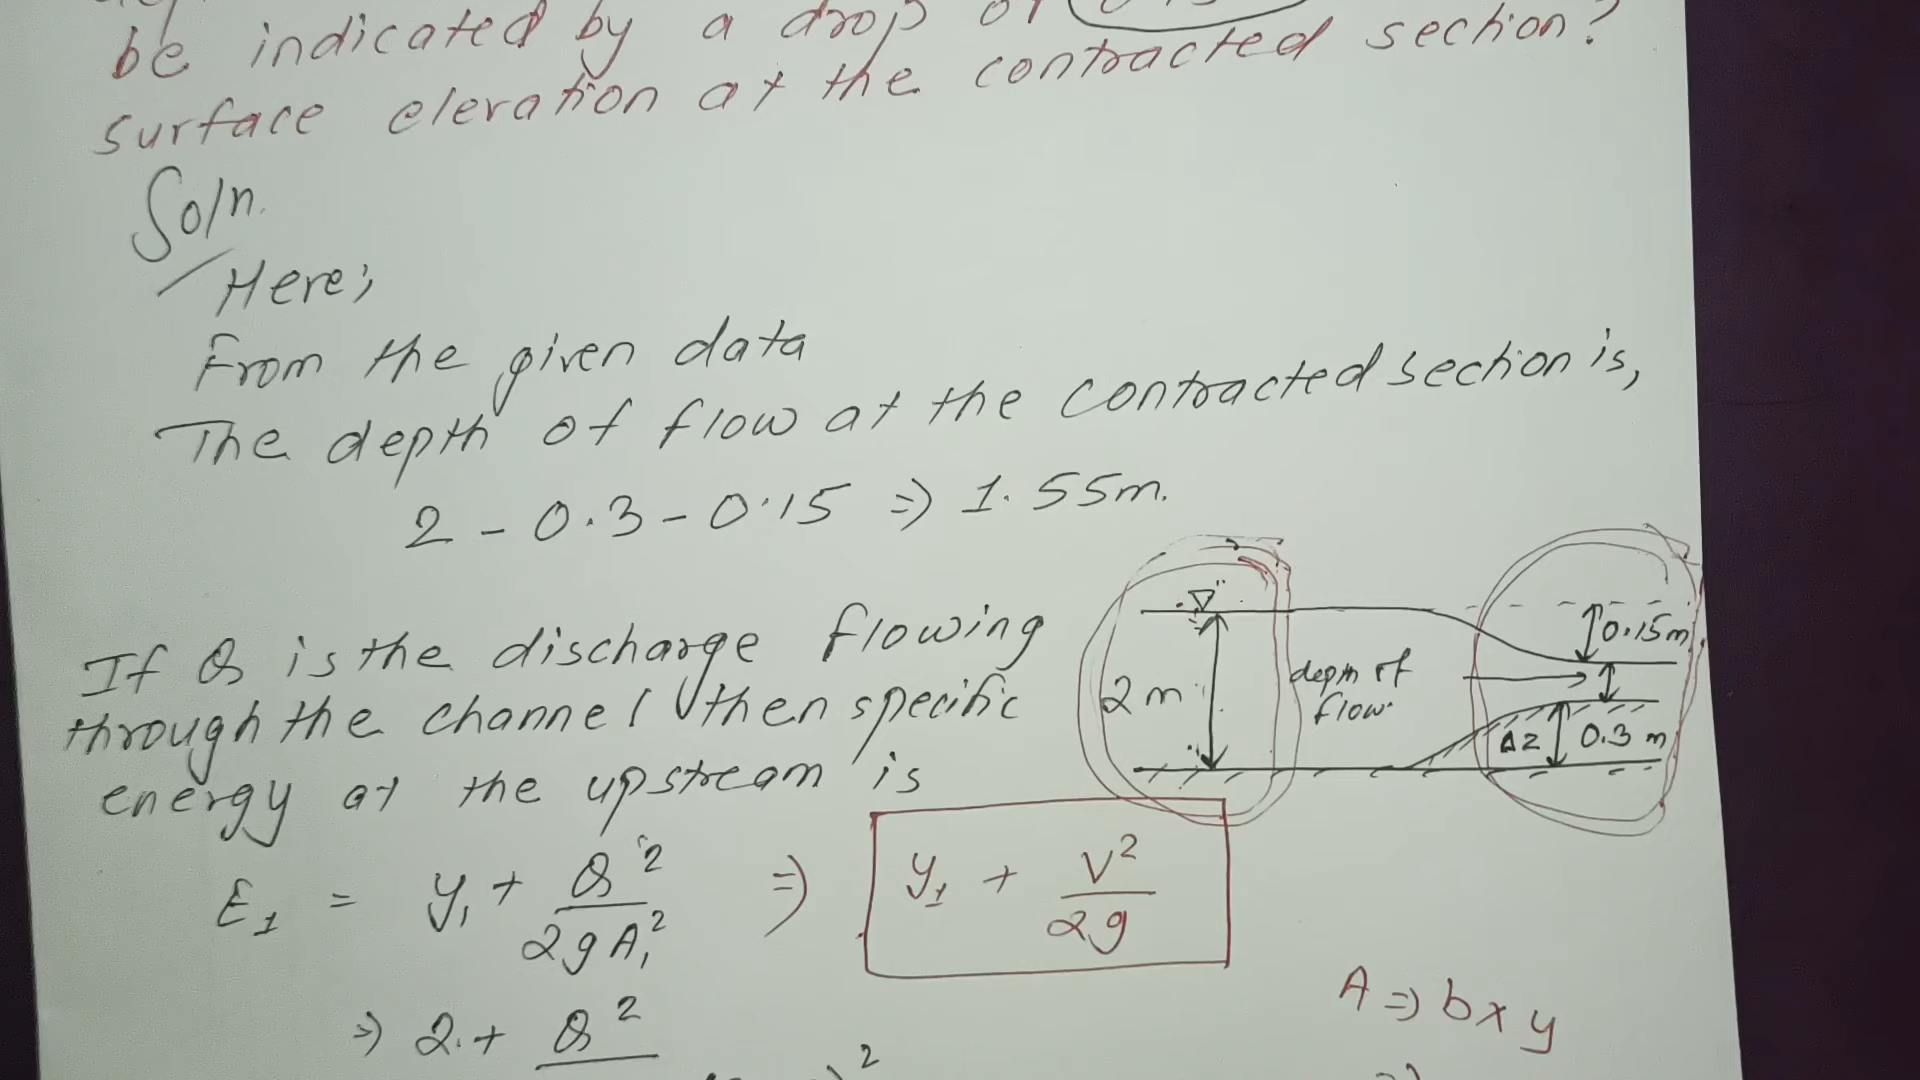 be indicated by a drop of
surface elevation at the contracted section?
Soln.
Here;
From the given data
The depth of flow at the contracted section is,
2 - 0.3 - 0.15 => 1.55m.
If Q is the discharge flowing
through the channel then specific
energy at the upstream is
2 m
depth of
flow.
0.15m
Δz
0.3 m
E1 = y1 + Q² / 2gA1² => y1 + V² / 2g
=> 2 + Q²
A => b x y